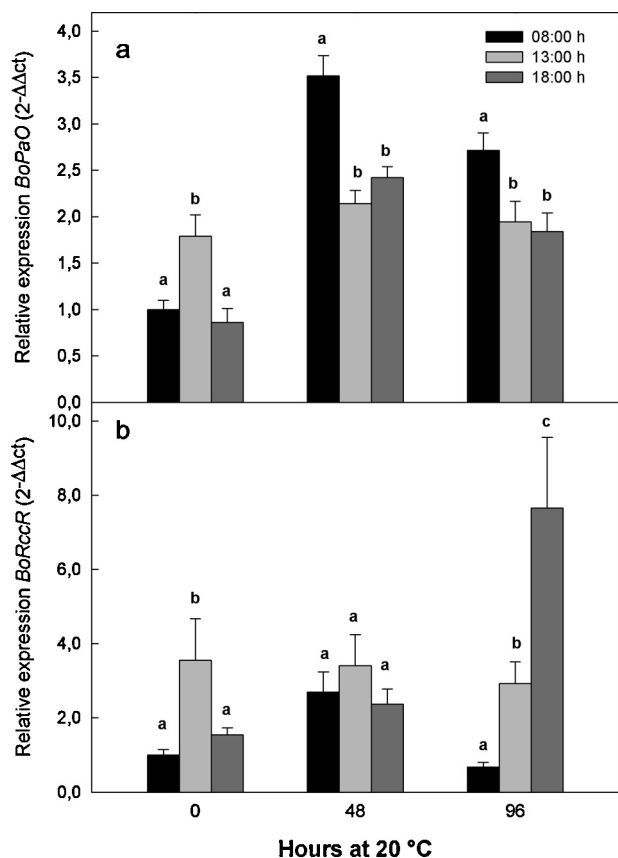 a
08:00 h
13:00 h
18:00 h
Relative expression BoPaO (2-ΔΔct)
4,0
3,5
3,0
2,5
2,0
1,5
1,0
0,5
0,0
a b a
a b b
a b b
b
Relative expression BoRccR (2-ΔΔct)
10,0
8,0
6,0
4,0
2,0
0,0
a b a
a a a
a b c
0 48 96
Hours at 20 °C